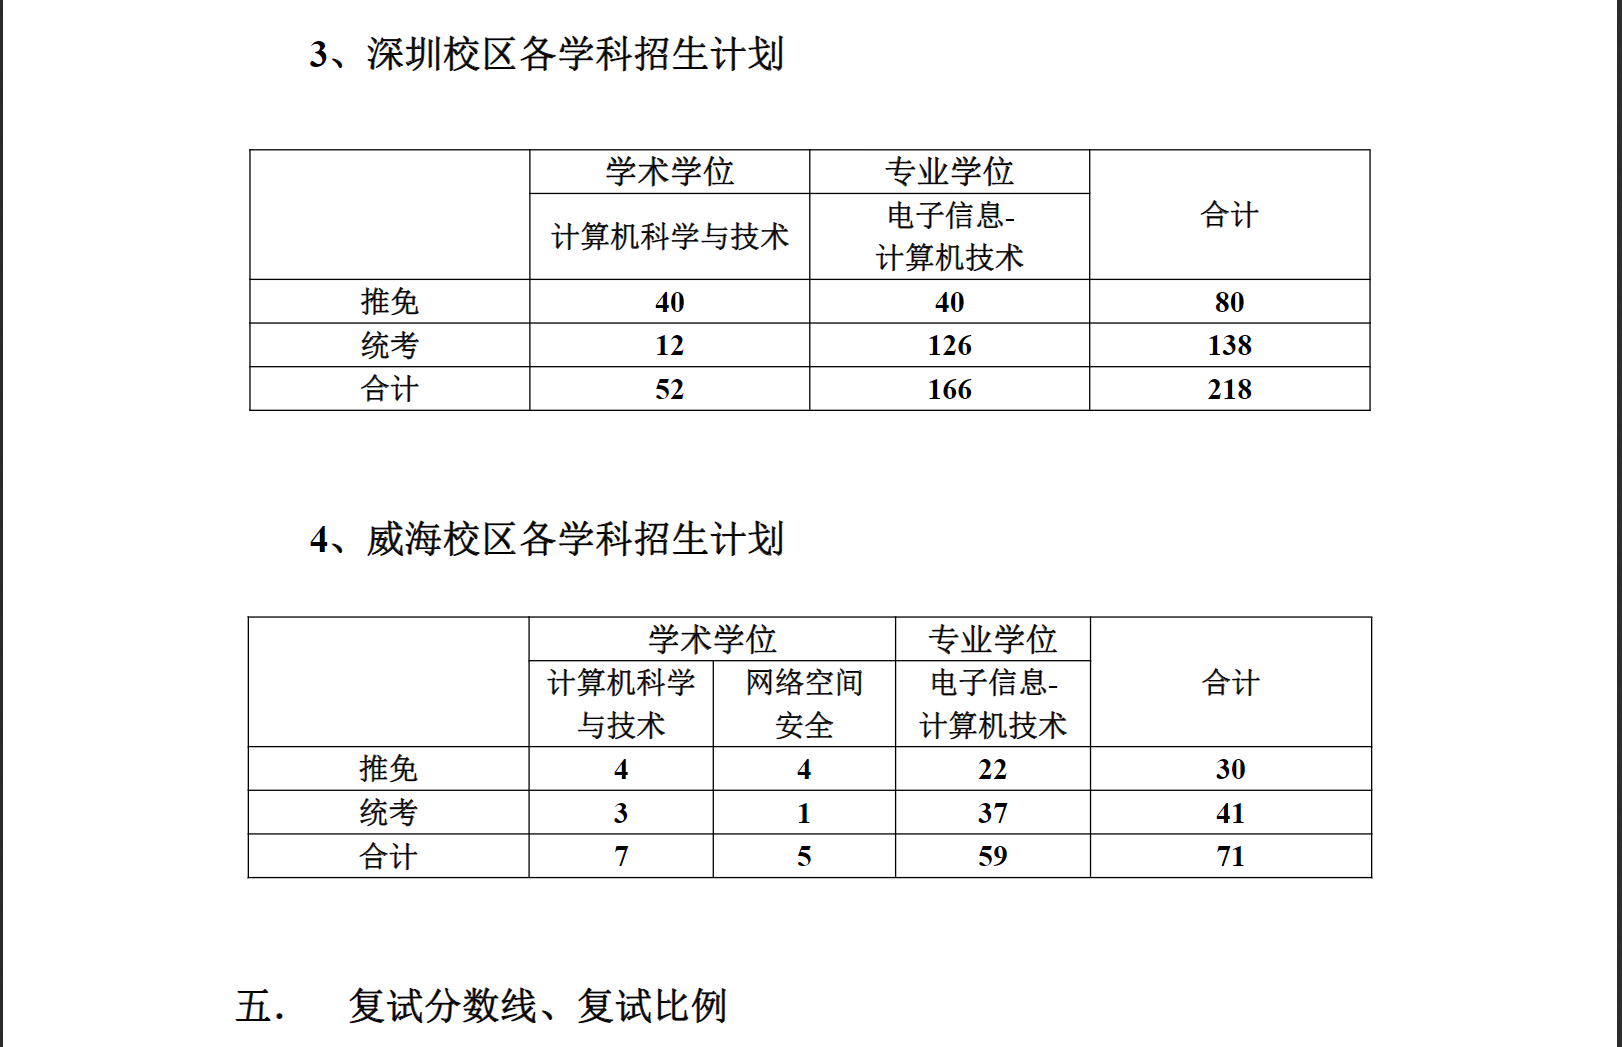 3、深圳校区各学科招生计划
学术学位 专业学位 合计
计算机科学与技术 电子信息-
计算机技术
推免 40 40 80
统考 12 126 138
合计 52 166 218
4、威海校区各学科招生计划
学术学位 专业学位 合计
计算机科学 网络空间 电子信息-
与技术 安全 计算机技术
推免 4 4 22 30
统考 3 1 37 41
合计 7 5 59 71
五. 复试分数线、复试比例